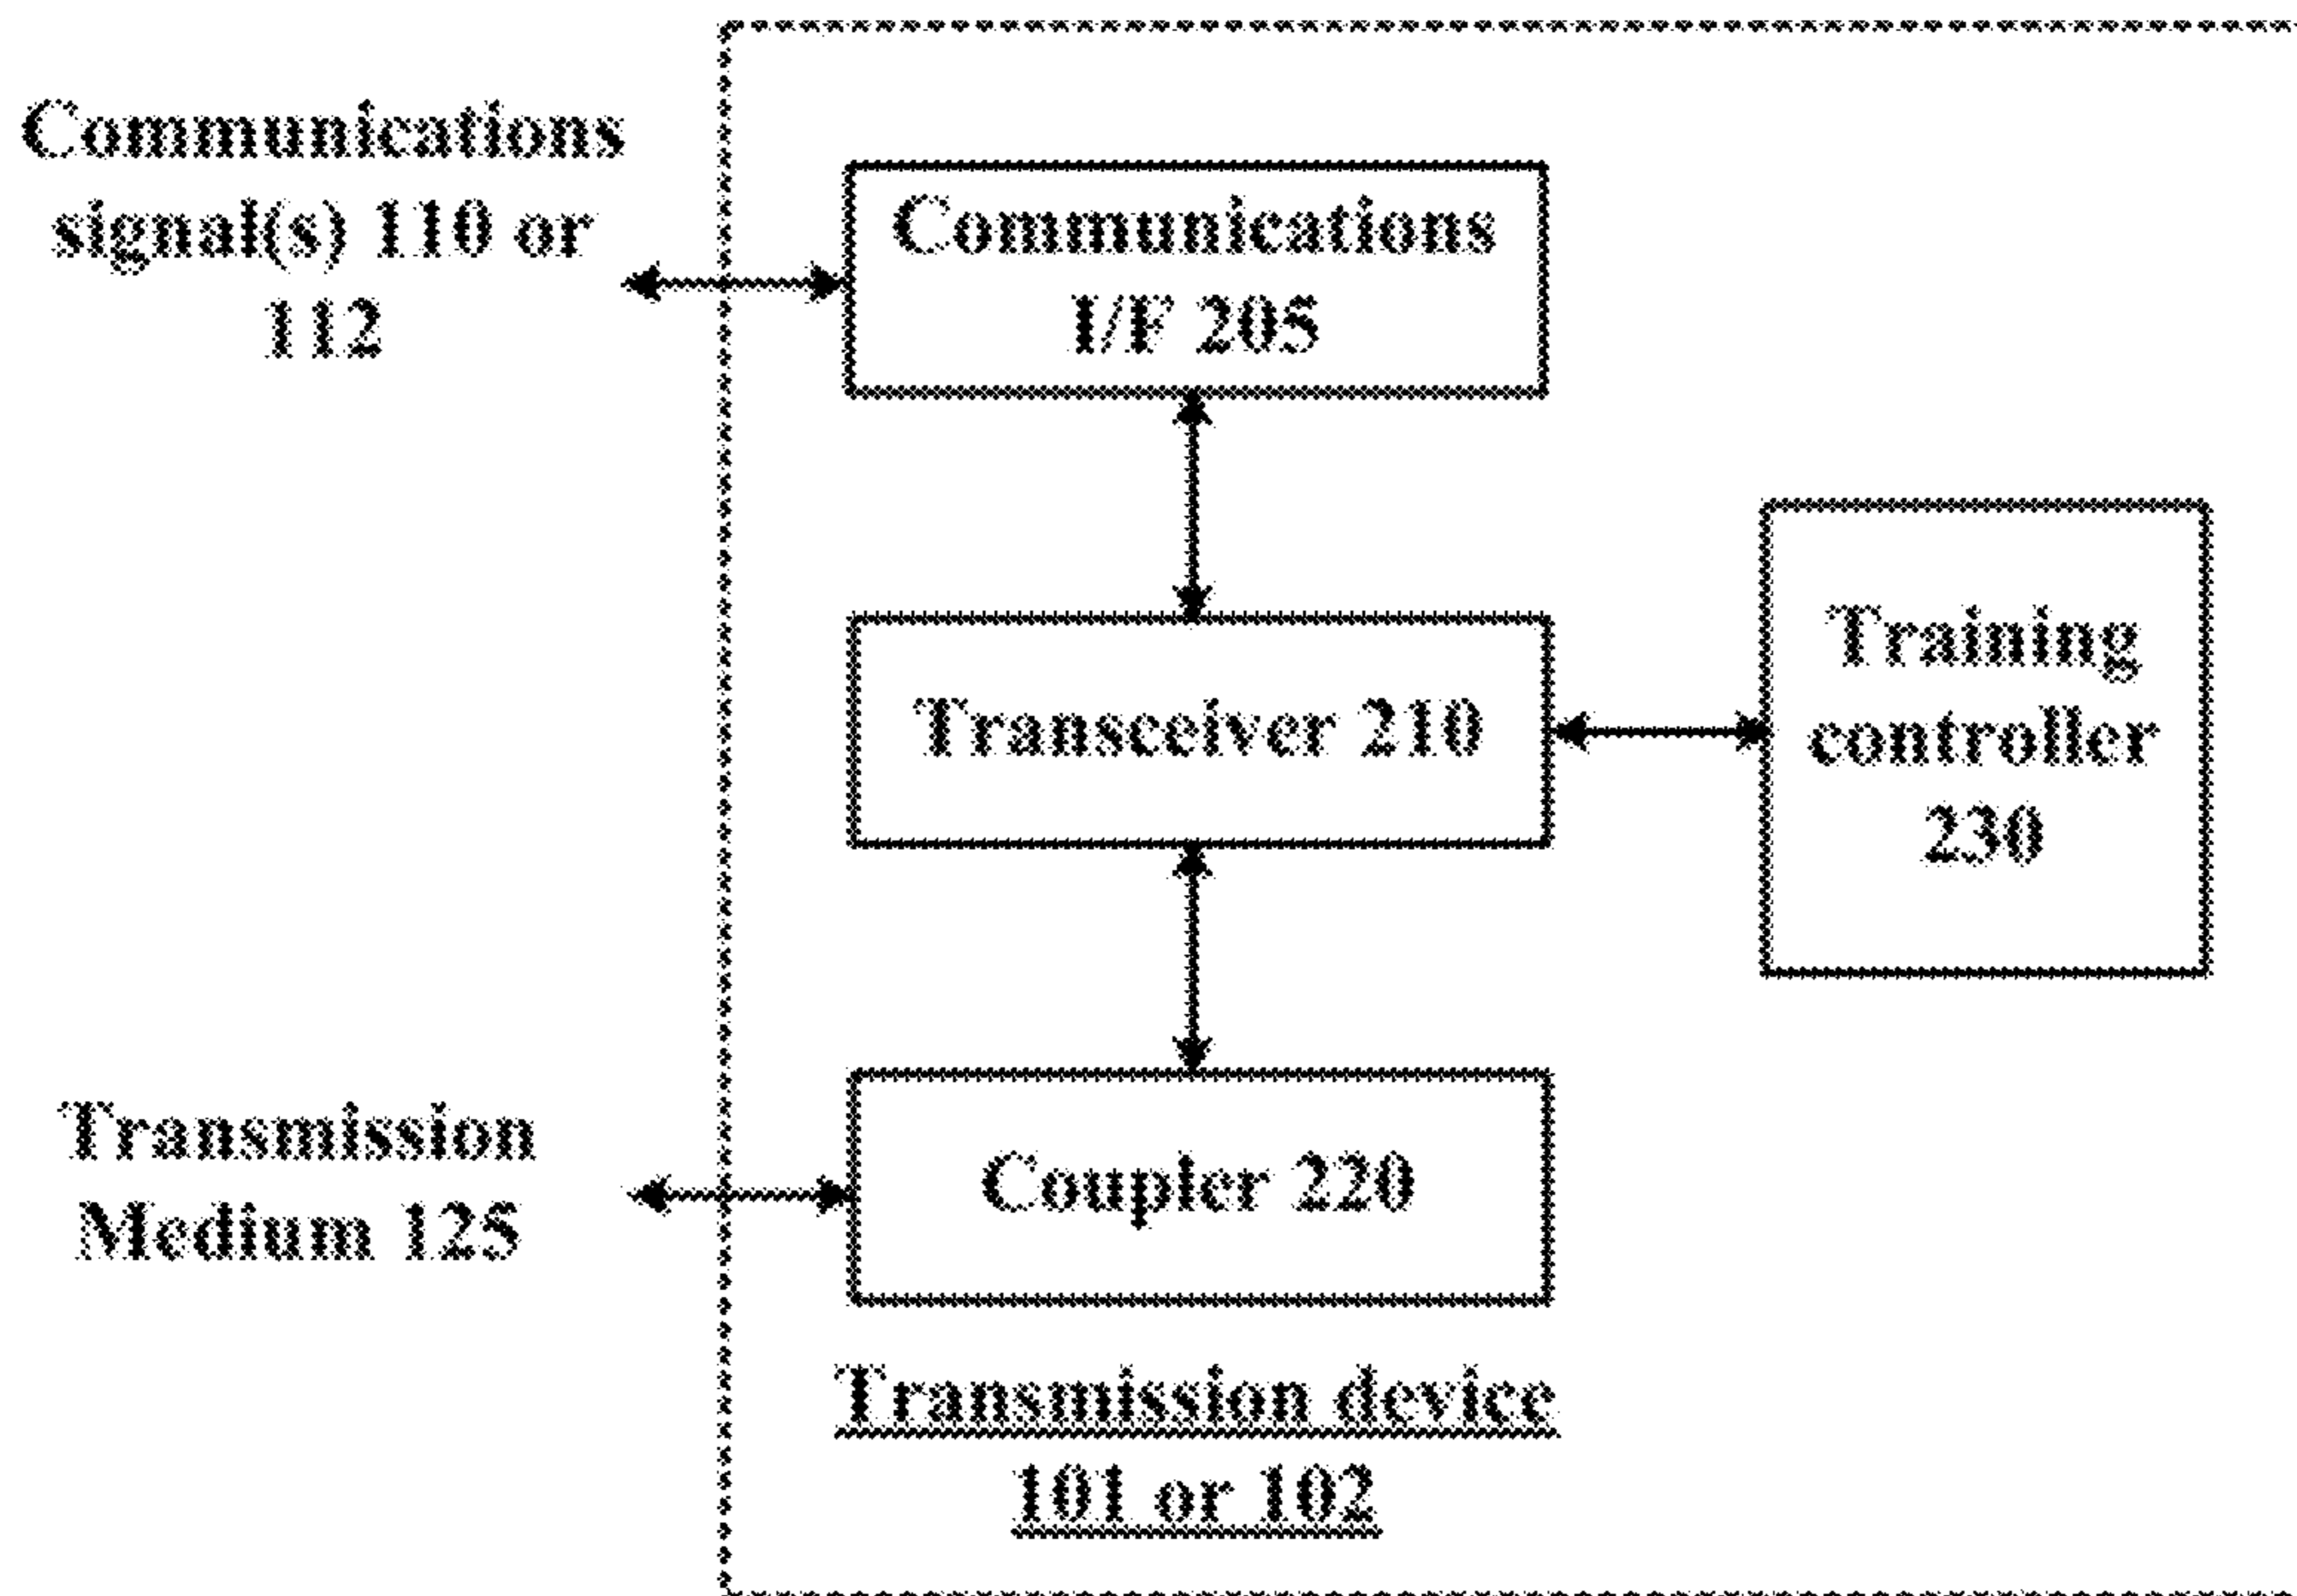 Communications
signal(s) 110 or
112
Communications
I/F 205
Transceiver 210
Training
controller
230
Transmission
Medium 125
Coupler 220
Transmission device
101 or 102